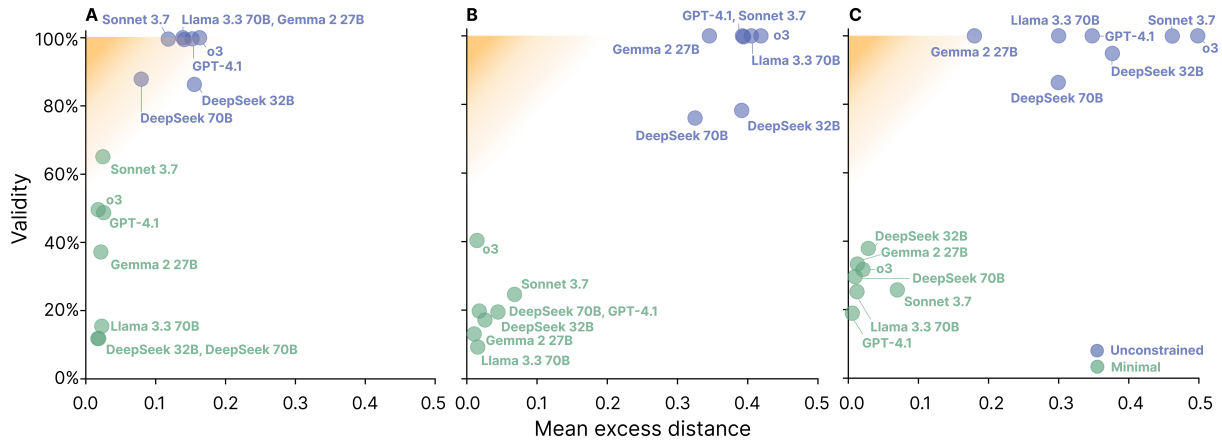 A
Sonnet 3.7
Llama 3.3 70B, Gemma 2 27B
o3
GPT-4.1
DeepSeek 32B
DeepSeek 70B
Sonnet 3.7
o3
GPT-4.1
Gemma 2 27B
Llama 3.3 70B
DeepSeek 32B, DeepSeek 70B
Validity
100%
80%
60%
40%
20%
0%
0.0
0.1
0.2
0.3
0.4
0.5
B
GPT-4.1, Sonnet 3.7
o3
Gemma 2 27B
Llama 3.3 70B
DeepSeek 70B
DeepSeek 32B
o3
Sonnet 3.7
DeepSeek 70B, GPT-4.1
DeepSeek 32B
Gemma 2 27B
Llama 3.3 70B
0.0
0.1
0.2
0.3
0.4
0.5
Mean excess distance
C
Llama 3.3 70B
Sonnet 3.7
GPT-4.1
o3
Gemma 2 27B
DeepSeek 32B
DeepSeek 70B
DeepSeek 32B
Gemma 2 27B
o3
DeepSeek 70B
Sonnet 3.7
Llama 3.3 70B
GPT-4.1
Unconstrained
Minimal
0.0
0.1
0.2
0.3
0.4
0.5